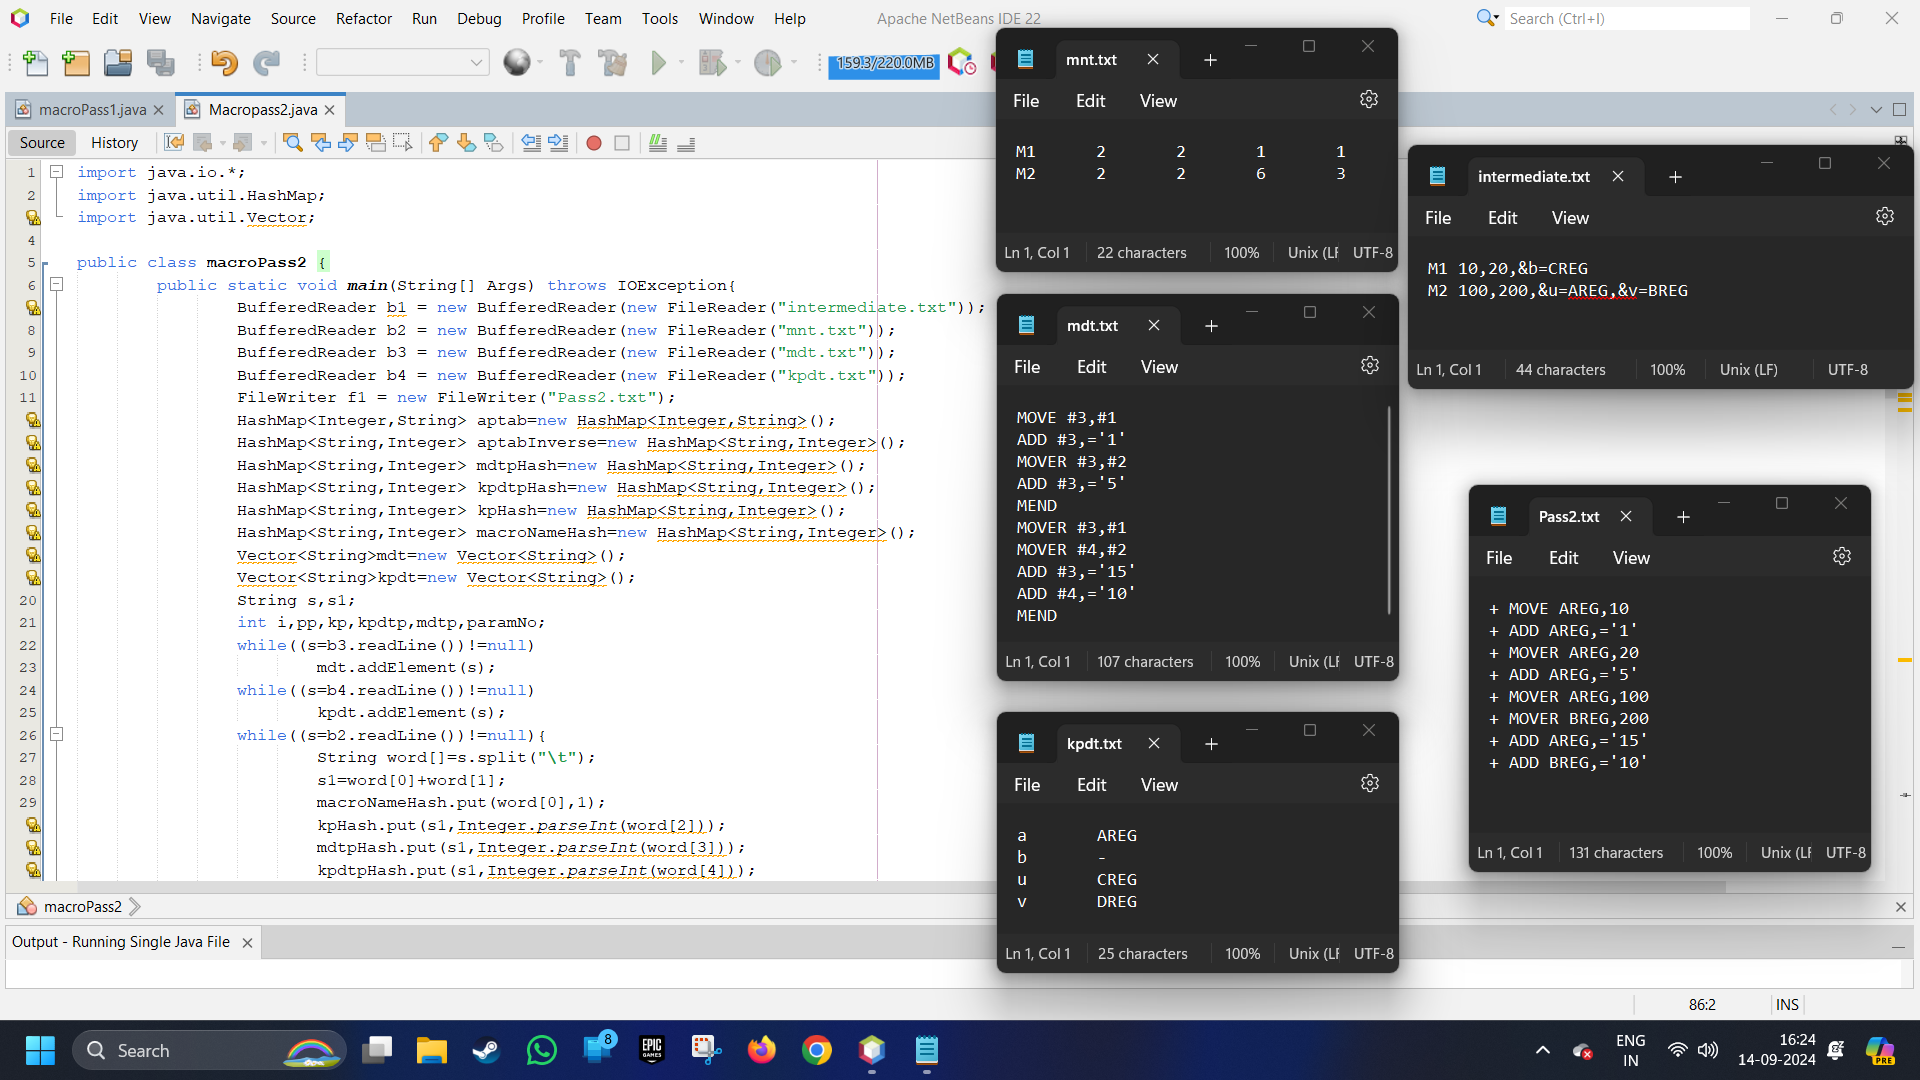 File Edit View Navigate Source Refactor Run Debug Profile Team Tools Window Help
Apache NetBeans IDE 22
Search (Ctrl+I)
159.3/220.0MB
macroPass1.java
Macropass2.java
Source History
1 import java.io.*;
2 import java.util.HashMap;
import java.util.Vector;
4
5 public class macroPass2 {
6 public static void main(String[] Args) throws IOException{
BufferedReader b1 = new BufferedReader(new FileReader("intermediate.txt"));
8 BufferedReader b2 = new BufferedReader(new FileReader("mnt.txt"));
9 BufferedReader b3 = new BufferedReader(new FileReader("mdt.txt"));
10 BufferedReader b4 = new BufferedReader(new FileReader("kpdt.txt"));
11 FileWriter f1 = new FileWriter("Pass2.txt");
HashMap<Integer,String> aptab=new HashMap<Integer,String>();
HashMap<String,Integer> aptabInverse=new HashMap<String,Integer>();
HashMap<String,Integer> mdtpHash=new HashMap<String,Integer>();
HashMap<String,Integer> kpdtpHash=new HashMap<String,Integer>();
HashMap<String,Integer> kpHash=new HashMap<String,Integer>();
HashMap<String,Integer> macroNameHash=new HashMap<String,Integer>();
Vector<String>mdt=new Vector<String>();
Vector<String>kpdt=new Vector<String>();
20 String s,s1;
21 int i,pp,kp,kpdtp,mdtp,paramNo;
22 while((s=b3.readLine())!=null)
23 mdt.addElement(s);
24 while((s=b4.readLine())!=null)
25 kpdt.addElement(s);
26 while((s=b2.readLine())!=null){
27 String word[]=s.split("\t");
28 s1=word[0]+word[1];
29 macroNameHash.put(word[0],1);
kpHash.put(s1,Integer.parseInt(word[2]));
mdtpHash.put(s1,Integer.parseInt(word[3]));
kpdtpHash.put(s1,Integer.parseInt(word[4]));
macroPass2
Output - Running Single Java File
86:2 INS
mnt.txt
File Edit View
M1 2 2 1 1
M2 2 2 6 3
Ln 1, Col 1 22 characters 100% Unix (LF UTF-8
mdt.txt
File Edit View
MOVE #3,#1
ADD #3,='1'
MOVER #3,#2
ADD #3,='5'
MEND
MOVER #3,#1
MOVER #4,#2
ADD #3,='15'
ADD #4,='10'
MEND
Ln 1, Col 1 107 characters 100% Unix (LF UTF-8
kpdt.txt
File Edit View
a AREG
b -
u CREG
v DREG
Ln 1, Col 1 25 characters 100% Unix (LF UTF-8
intermediate.txt
File Edit View
M1 10,20,&b=CREG
M2 100,200,&u=AREG,&v=BREG
Ln 1, Col 1 44 characters 100% Unix (LF) UTF-8
Pass2.txt
File Edit View
+ MOVE AREG,10
+ ADD AREG,='1'
+ MOVER AREG,20
+ ADD AREG,='5'
+ MOVER AREG,100
+ MOVER BREG,200
+ ADD AREG,='15'
+ ADD BREG,='10'
Ln 1, Col 1 131 characters 100% Unix (LF UTF-8
Search
8
EPIC
GAMES
ENG
IN
16:24
14-09-2024
PRE